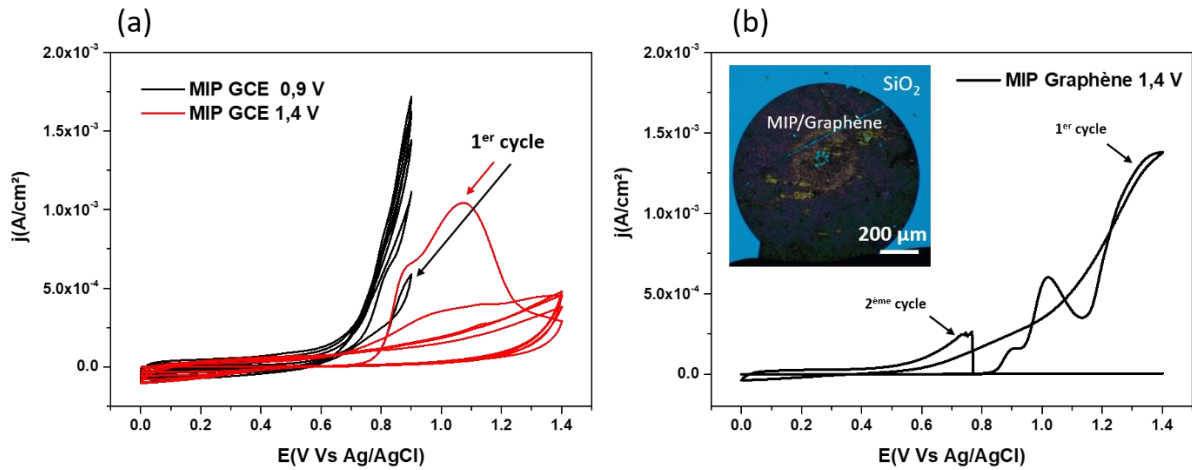 (a)
2.0x10⁻³
1.5x10⁻³
1.0x10⁻³
5.0x10⁻⁴
0.0
j(A/cm²)
MIP GCE 0,9 V
MIP GCE 1,4 V
1er cycle
0.0 0.2 0.4 0.6 0.8 1.0 1.2 1.4
E(V Vs Ag/AgCl)
(b)
2.0x10⁻³
1.5x10⁻³
1.0x10⁻³
5.0x10⁻⁴
0.0
j(A/cm²)
SiO₂
MIP/Graphène
200 µm
MIP Graphène 1,4 V
1er cycle
2ème cycle
0.0 0.2 0.4 0.6 0.8 1.0 1.2 1.4
E(V Vs Ag/AgCl)